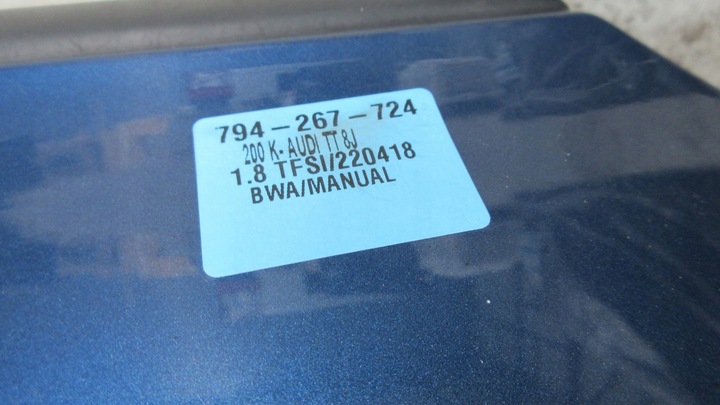 794-267-724
200 K- AUDI TT 8J
1.8 TFSI/220418
BWA/MANUAL